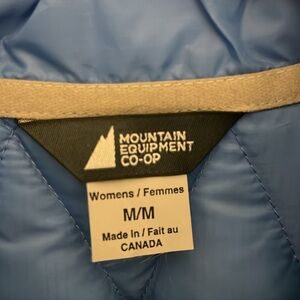 MOUNTAIN
EQUIPMENT
CO-OP
Womens / Femmes
M/M
Made In / Fait au
CANADA